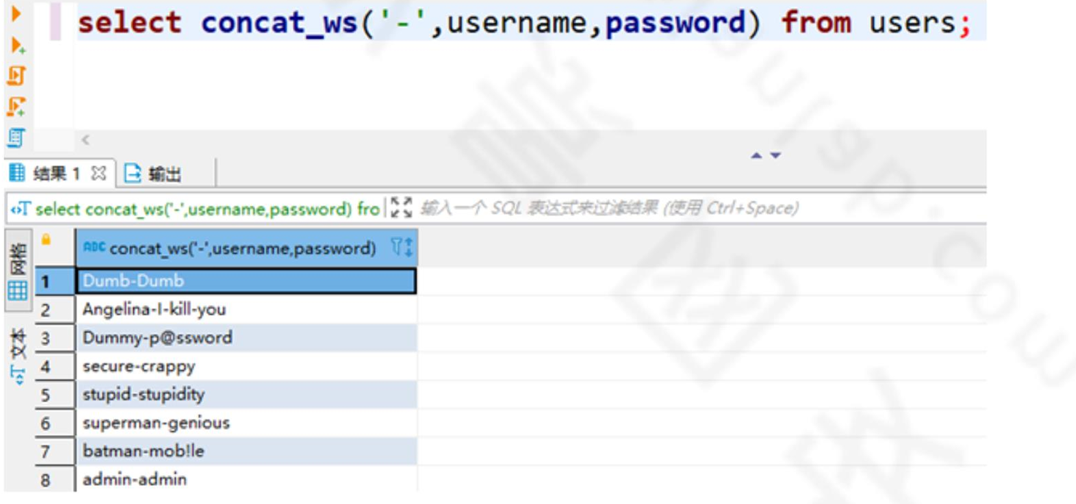 select concat_ws('-',username,password) from users;
结果 1
输出
select concat_ws('-',username,password) fro
输入一个 SQL 表达式来过滤结果 (使用 Ctrl+Space)
网格
文本
ABC concat_ws('-',username,password)
1 Dumb-Dumb
2 Angelina-I-kill-you
3 Dummy-p@ssword
4 secure-crappy
5 stupid-stupidity
6 superman-genious
7 batman-mob!le
8 admin-admin